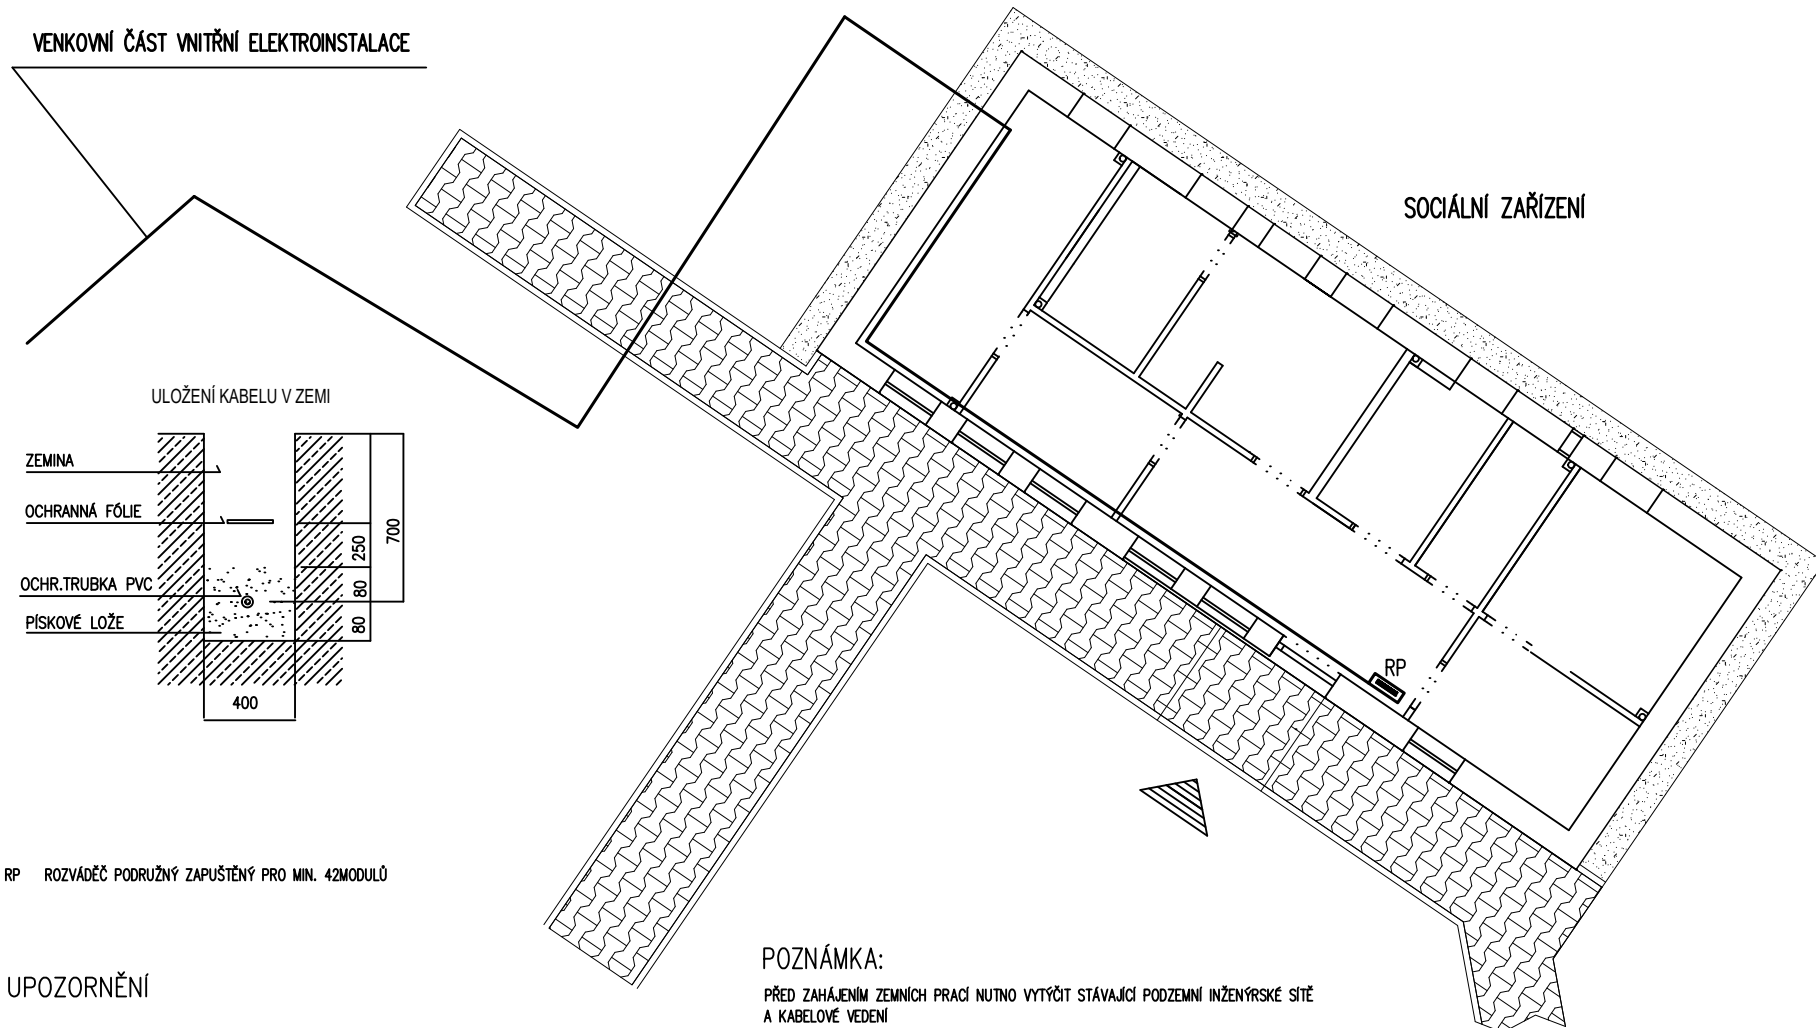 VENKOVNÍ ČÁST VNITŘNÍ ELEKTROINSTALACE
SOCIÁLNÍ ZAŘÍZENÍ
ULOŽENÍ KABELU V ZEMI
ZEMINA
OCHRANNÁ FÓLIE
OCHR.TRUBKA PVC
PÍSKOVÉ LOŽE
250
80
80
700
400
RP
RP ROZVÁDĚČ PODRUŽNÝ ZAPUŠTĚNÝ PRO MIN. 42MODULŮ
UPOZORNĚNÍ
POZNÁMKA:
PŘED ZAHÁJENÍM ZEMNÍCH PRACÍ NUTNO VYTÝČIT STÁVAJÍCÍ PODZEMNÍ INŽENÝRSKÉ SÍTĚ
A KABELOVÉ VEDENÍ